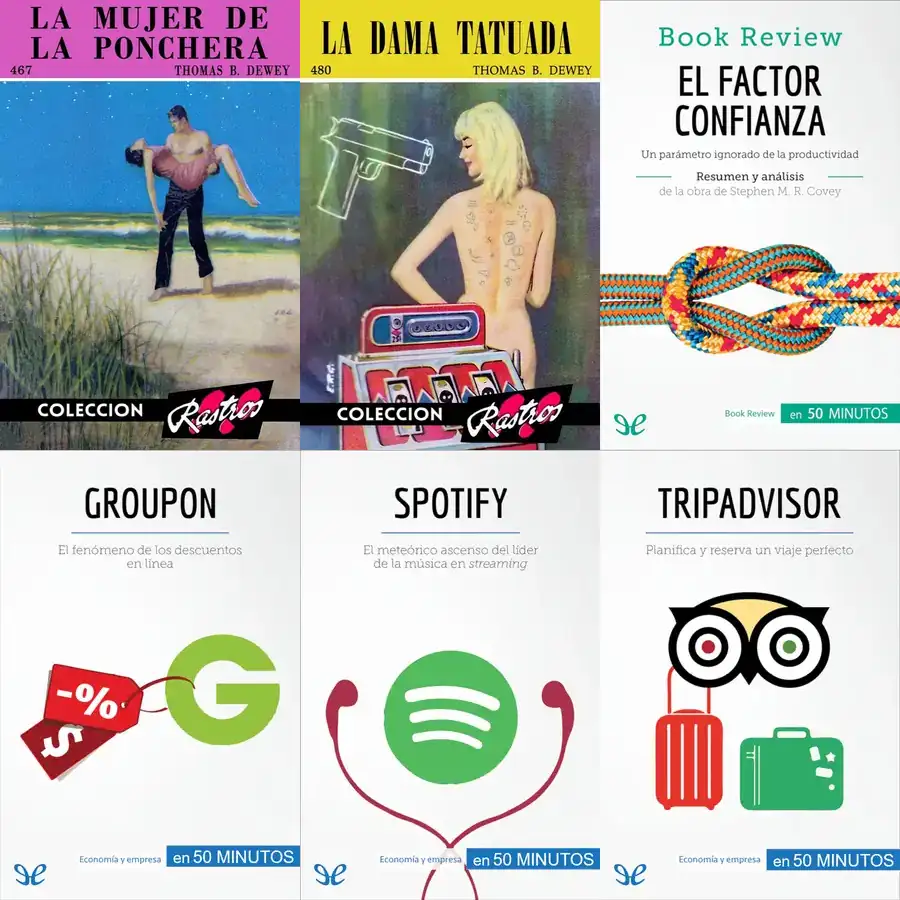 LA MUJER DE
LA PONCHERA
467
THOMAS B. DEWEY
COLECCION
Rastros
LA DAMA TATUADA
480
THOMAS B. DEWEY
COLECCION
Rastros
Book Review
EL FACTOR
CONFIANZA
Un parámetro ignorado de la productividad
Resumen y análisis
de la obra de Stephen M. R. Covey
Book Review
en 50 MINUTOS
GROUPON
El fenómeno de los descuentos
en línea
-%
$
G
Economía y empresa
en 50 MINUTOS
SPOTIFY
El meteórico ascenso del líder
de la música en streaming
Economía y empresa
en 50 MINUTOS
TRIPADVISOR
Planifica y reserva un viaje perfecto
Economía y empresa
en 50 MINUTOS